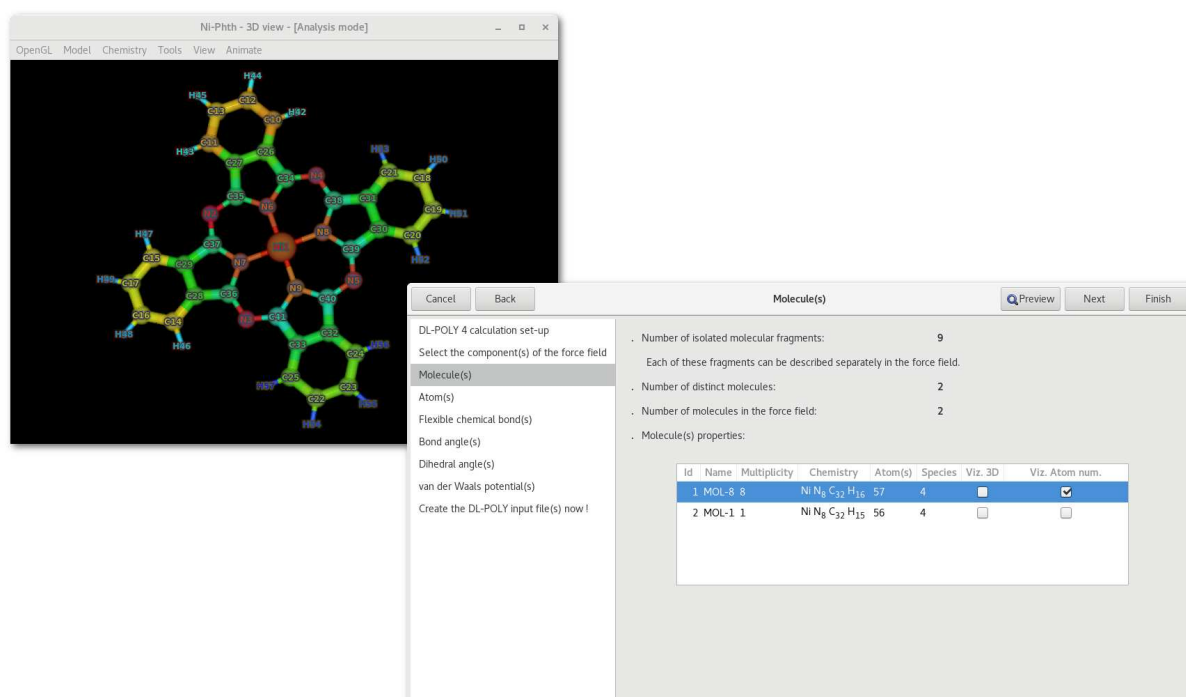 Ni-Phth - 3D view - [Analysis mode]
OpenGL Model Chemistry Tools View Animate
H44
H45
C12
C13
H42
C10
C11
H43
C26
C27
H53
H50
C34
N4
C21
C18
C35
C38
C31
N6
C19
H51
N8
C30
C20
H47
C37
C39
H52
C15
C29
N7
N5
C17
C28
C36
N9
C40
C16
C14
C41
H48
H46
C32
C33
C24
C25
C23
C22
Cancel Back Molecule(s) Preview Next Finish
DL-POLY 4 calculation set-up
Select the component(s) of the force field
Molecule(s)
Atom(s)
Flexible chemical bond(s)
Bond angle(s)
Dihedral angle(s)
van der Waals potential(s)
Create the DL-POLY input file(s) now !
. Number of isolated molecular fragments: 9
Each of these fragments can be described separately in the force field.
. Number of distinct molecules: 2
. Number of molecules in the force field: 2
. Molecule(s) properties:
Id Name Multiplicity Chemistry Atom(s) Species Viz. 3D Viz. Atom num.
1 MOL-8 8 Ni N8 C32 H16 57 4
2 MOL-1 1 Ni N8 C32 H15 56 4